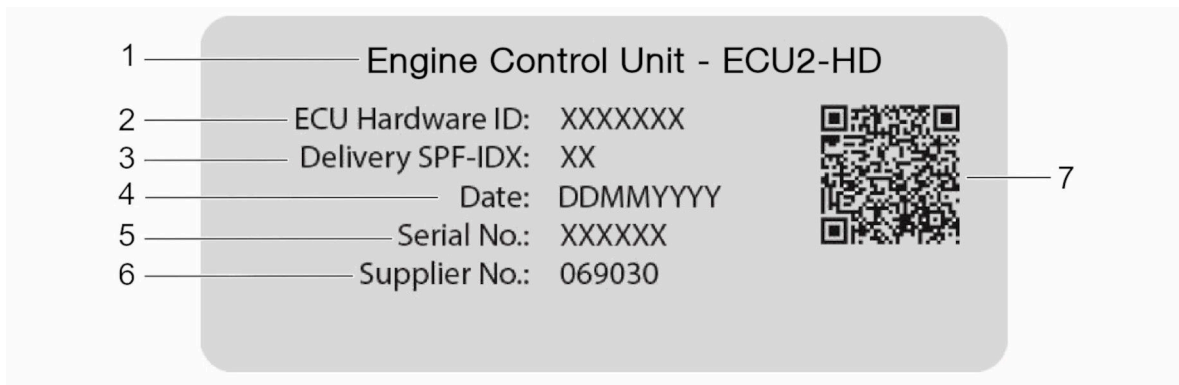 1 Engine Control Unit - ECU2-HD
2 ECU Hardware ID: XXXXXXX
3 Delivery SPF-IDX: XX
4 Date: DDMMYYYY
5 Serial No.: XXXXXX
6 Supplier No.: 069030
7